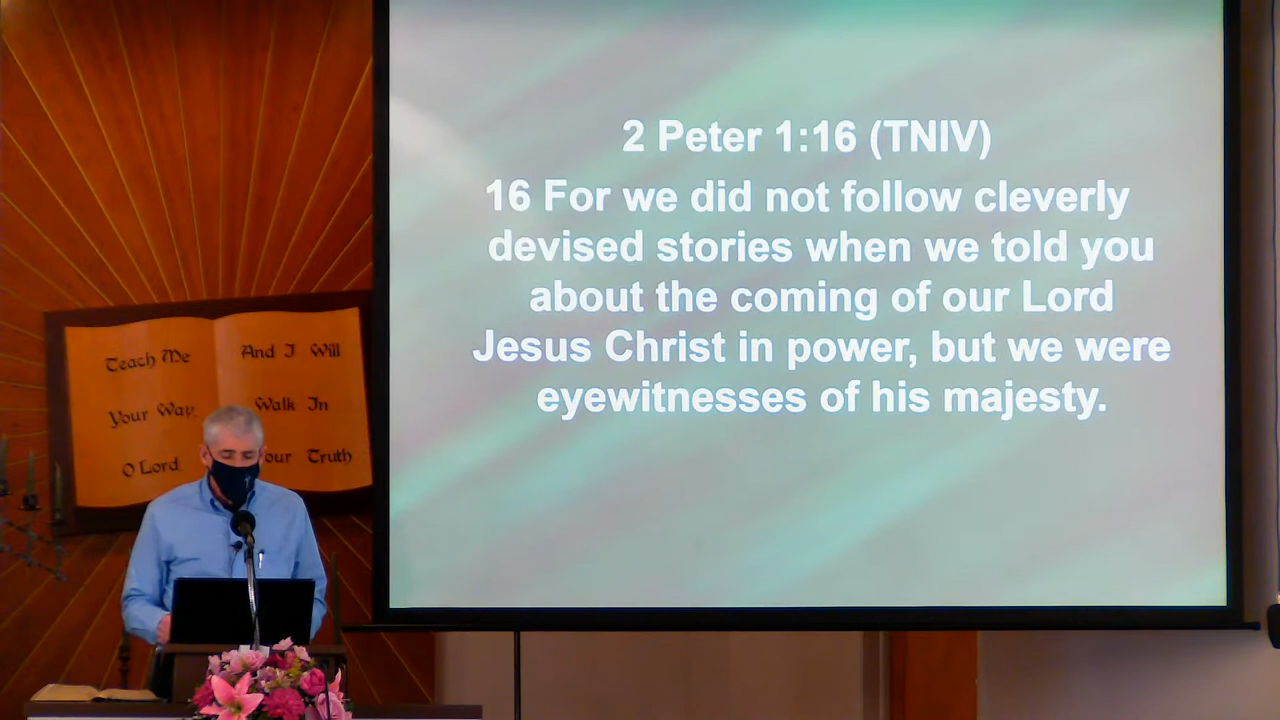 2 Peter 1:16 (TNIV)
16 For we did not follow cleverly
devised stories when we told you
about the coming of our Lord
Jesus Christ in power, but we were
eyewitnesses of his majesty.
Teach Me
Your Way
O Lord
And I Will
Walk In
our Truth